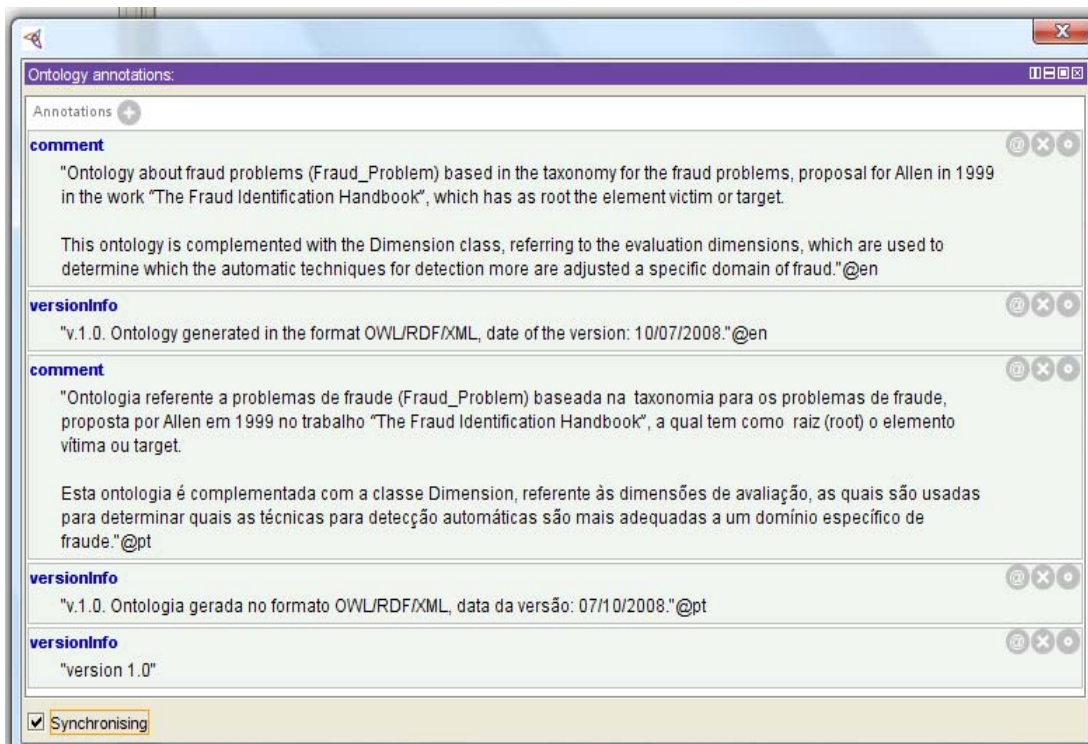 Ontology annotations:
Annotations
comment
"Ontology about fraud problems (Fraud_Problem) based in the taxonomy for the fraud problems, proposal for Allen in 1999
in the work “The Fraud Identification Handbook”, which has as root the element victim or target.
This ontology is complemented with the Dimension class, referring to the evaluation dimensions, which are used to
determine which the automatic techniques for detection more are adjusted a specific domain of fraud."@en
versionInfo
"v.1.0. Ontology generated in the format OWL/RDF/XML, date of the version: 10/07/2008."@en
comment
"Ontologia referente a problemas de fraude (Fraud_Problem) baseada na taxonomia para os problemas de fraude,
proposta por Allen em 1999 no trabalho “The Fraud Identification Handbook”, a qual tem como raiz (root) o elemento
vítima ou target.
Esta ontologia é complementada com a classe Dimension, referente às dimensões de avaliação, as quais são usadas
para determinar quais as técnicas para detecção automáticas são mais adequadas a um domínio específico de
fraude."@pt
versionInfo
"v.1.0. Ontologia gerada no formato OWL/RDF/XML, data da versão: 07/10/2008."@pt
versionInfo
"version 1.0"
Synchronising